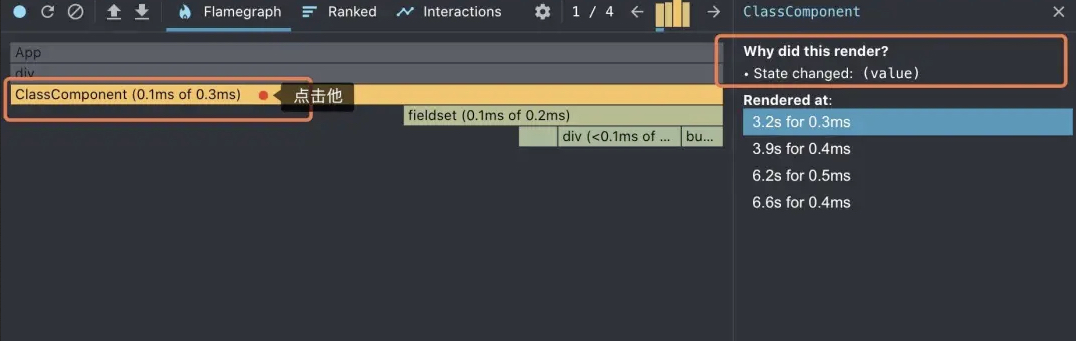 Flamegraph Ranked Interactions 1 / 4 ClassComponent
App
div
ClassComponent (0.1ms of 0.3ms) 点击他
fieldset (0.1ms of 0.2ms)
div (<0.1ms of ... bu...
Why did this render?
• State changed: (value)
Rendered at:
3.2s for 0.3ms
3.9s for 0.4ms
6.2s for 0.5ms
6.6s for 0.4ms